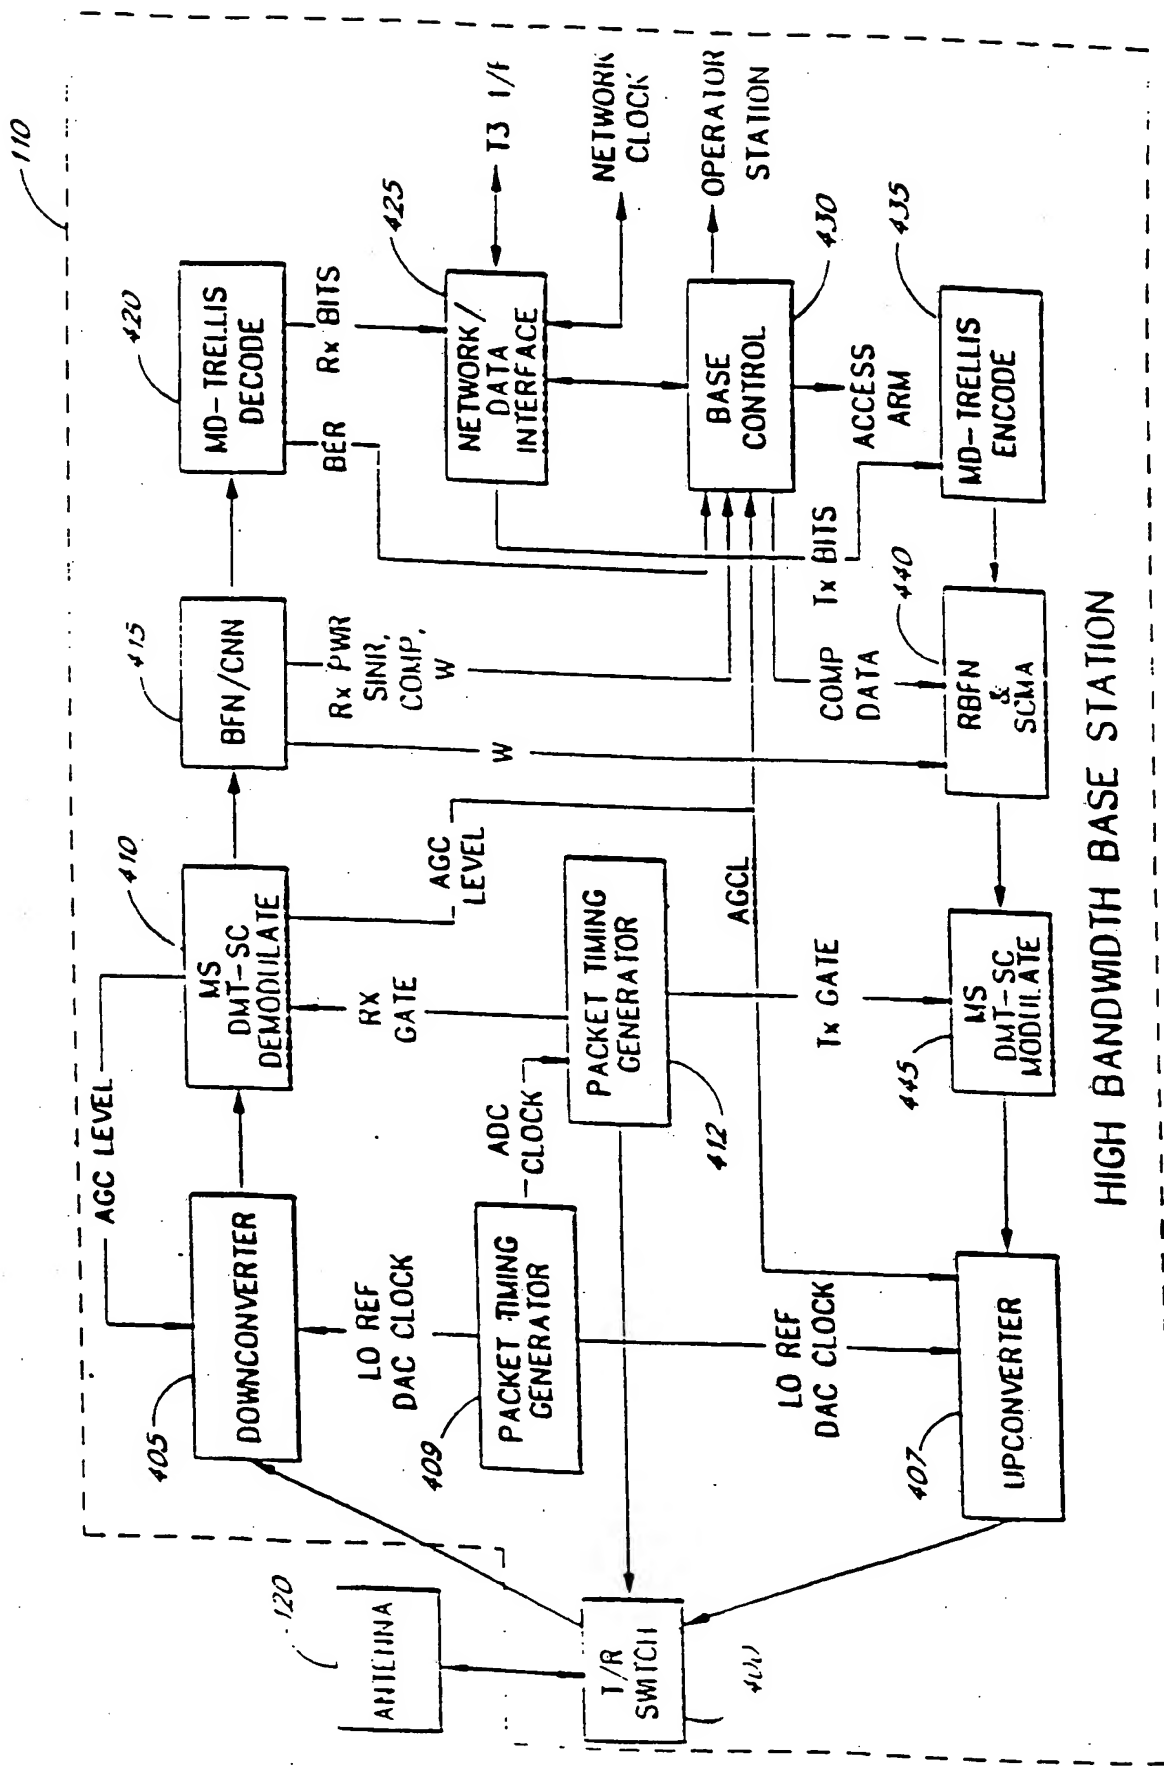 110
120
ANTENNA
T/R
SWITCH
400
405
DOWNCONVERTER
AGC LEVEL
410
MS
DMT-SC
DEMODULATE
415
BFN/CNN
420
MD-TRELLIS
DECODE
LO REF
DAC CLOCK
409
PACKET TIMING
GENERATOR
ADC
CLOCK
RX
GATE
412
PACKET TIMING
GENERATOR
AGC
LEVEL
Rx PWR
SINR,
COMP,
W
W
BER
Rx BITS
425
NETWORK/
DATA
INTERFACE
T3 I/F
NETWORK
CLOCK
430
BASE
CONTROL
OPERATOR
STATION
ACCESS
ARM
Tx BITS
COMP
DATA
AGCL
Tx GATE
LO REF
DAC CLOCK
407
UPCONVERTER
445
MS
DMT-SC
MODULATE
440
RBFN
&
SCMA
435
MD-TRELLIS
ENCODE
HIGH BANDWIDTH BASE STATION